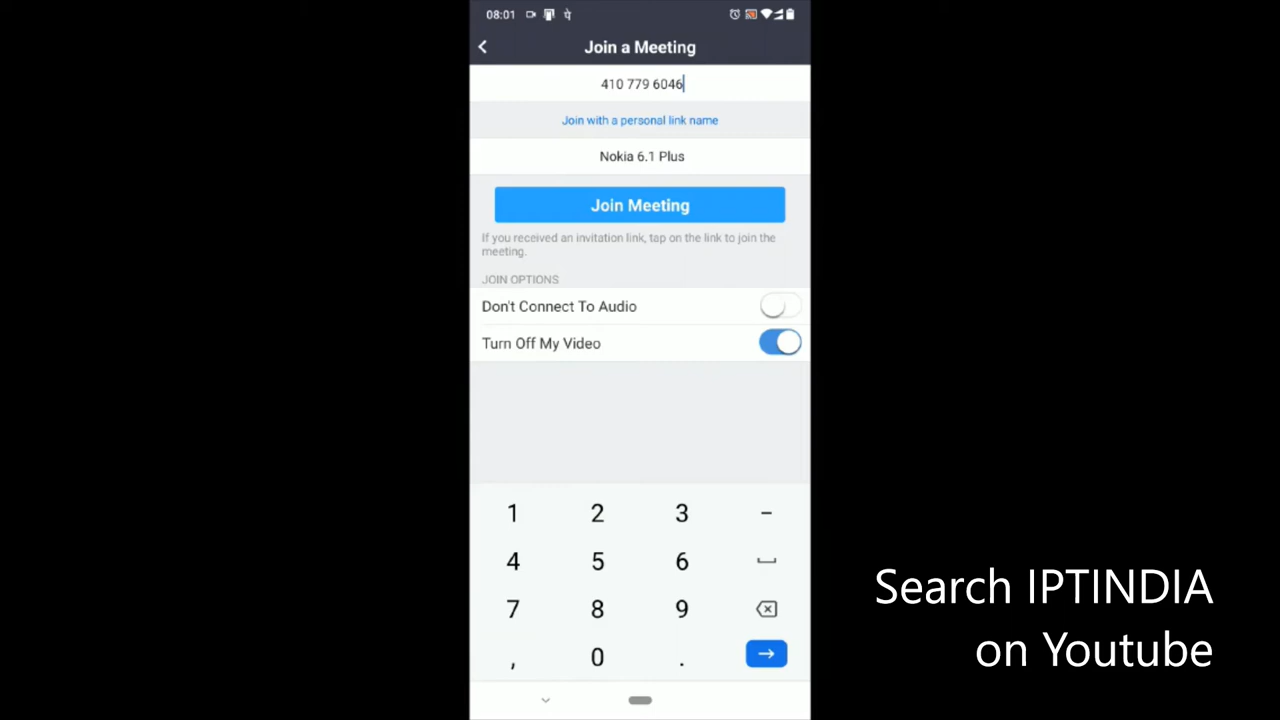 08:01
Join a Meeting
410 779 6046
Join with a personal link name
Nokia 6.1 Plus
Join Meeting
If you received an invitation link, tap on the link to join the
meeting.
JOIN OPTIONS
Don't Connect To Audio
Turn Off My Video
1 2 3 –
4 5 6
7 8 9
, 0 .
Search IPTINDIA
on Youtube